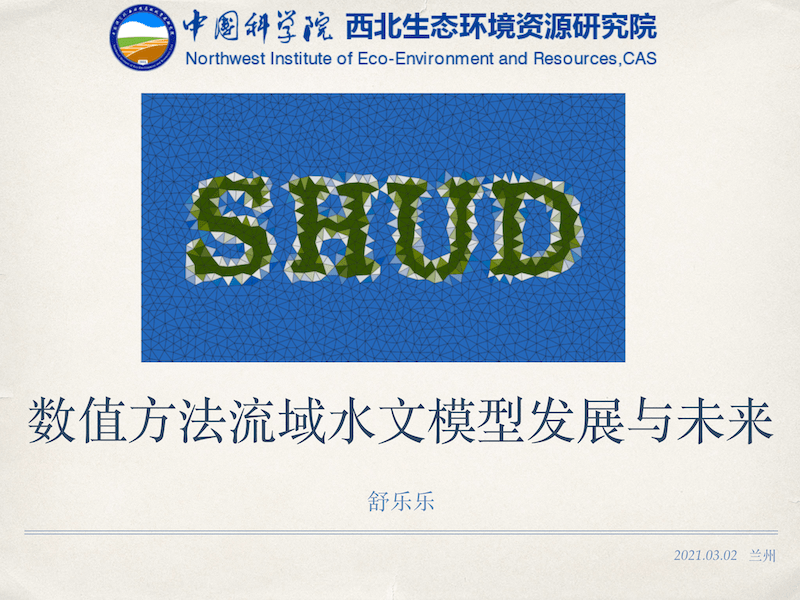 中国科学院 西北生态环境资源研究院
Northwest Institute of Eco-Environment and Resources,CAS
SHUD
数值方法流域水文模型发展与未来
舒乐乐
2021.03.02 兰州